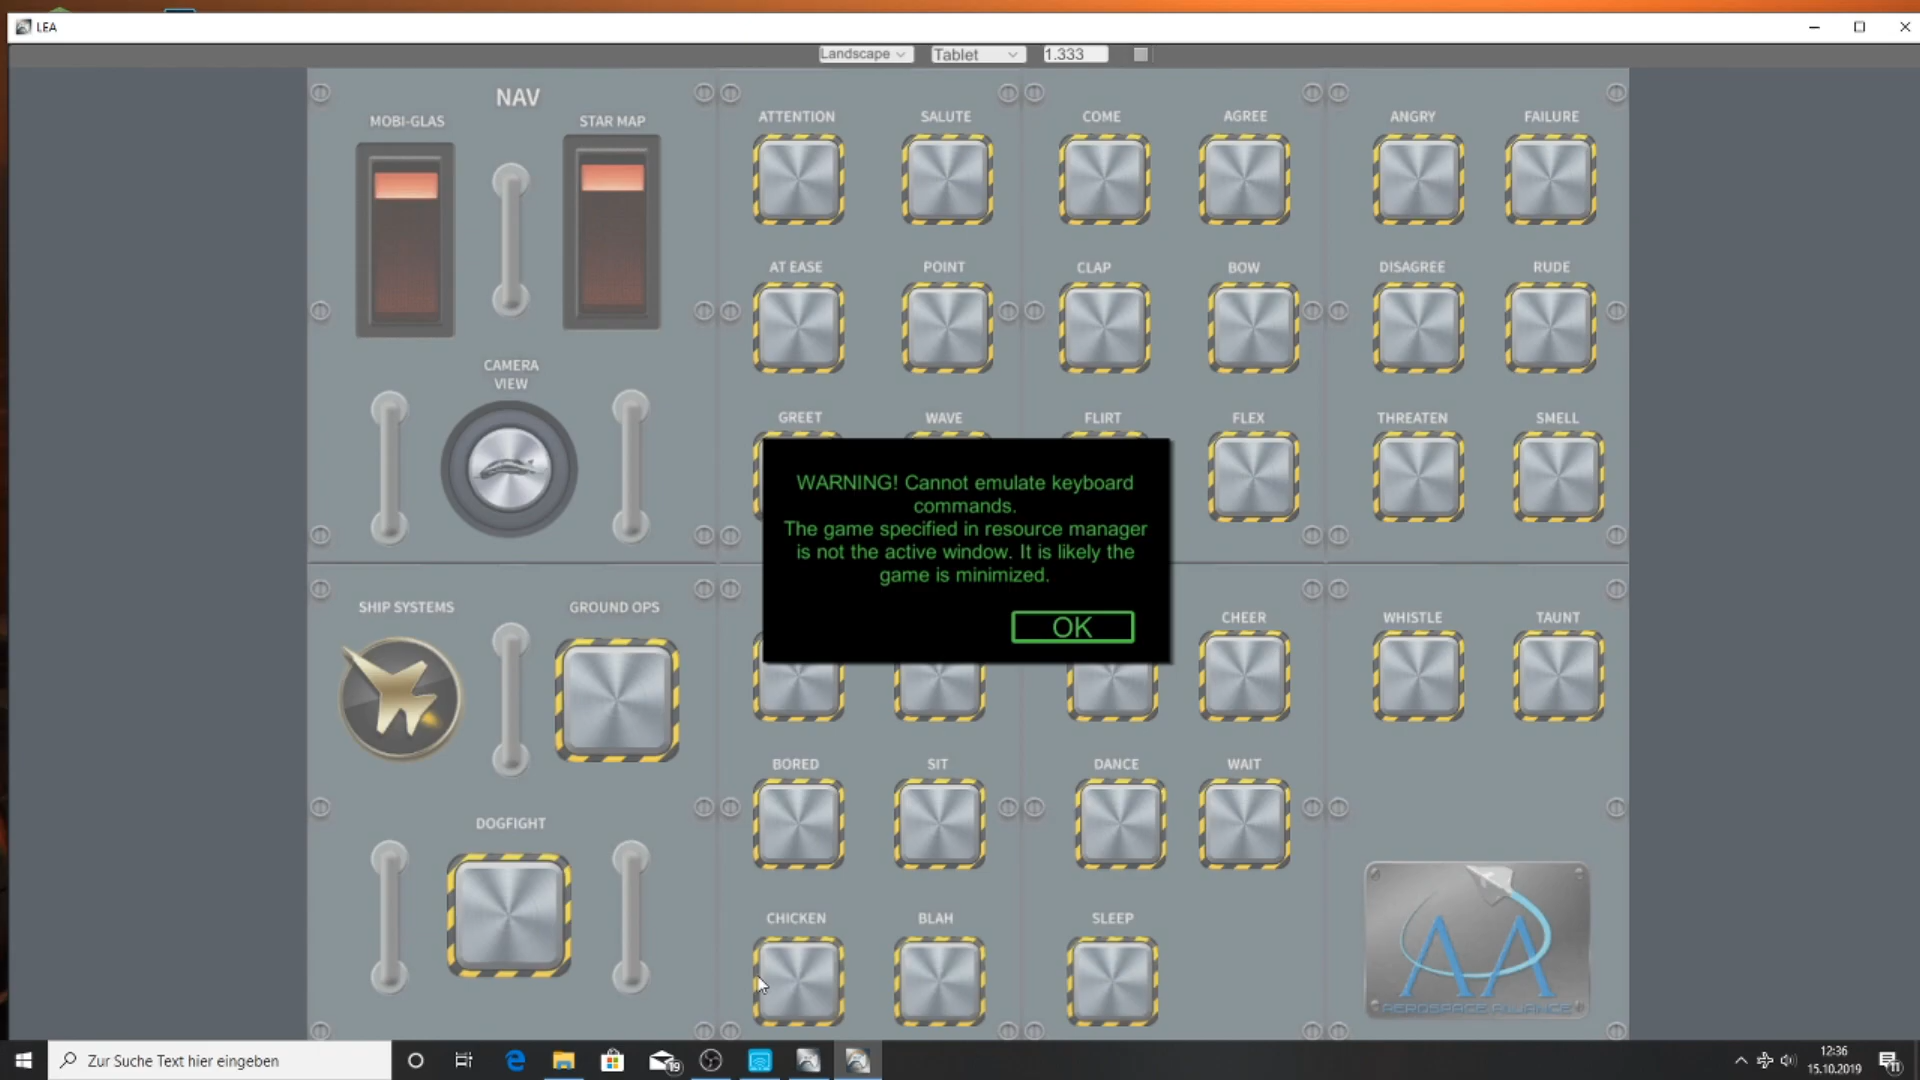 LEA
Landscape
Tablet
1.333
NAV
MOBI-GLAS
STAR MAP
ATTENTION
SALUTE
COME
AGREE
ANGRY
FAILURE
AT EASE
POINT
CLAP
BOW
DISAGREE
RUDE
CAMERA
VIEW
GREET
WAVE
FLIRT
FLEX
THREATEN
SMELL
WARNING! Cannot emulate keyboard
commands.
The game specified in resource manager
is not the active window. It is likely the
game is minimized.
OK
SHIP SYSTEMS
GROUND OPS
CHEER
WHISTLE
TAUNT
BORED
SIT
DANCE
WAIT
DOGFIGHT
CHICKEN
BLAH
SLEEP
AA
AEROSPACE ALLIANCE
Zur Suche Text hier eingeben
19
12:36
15.10.2019
11